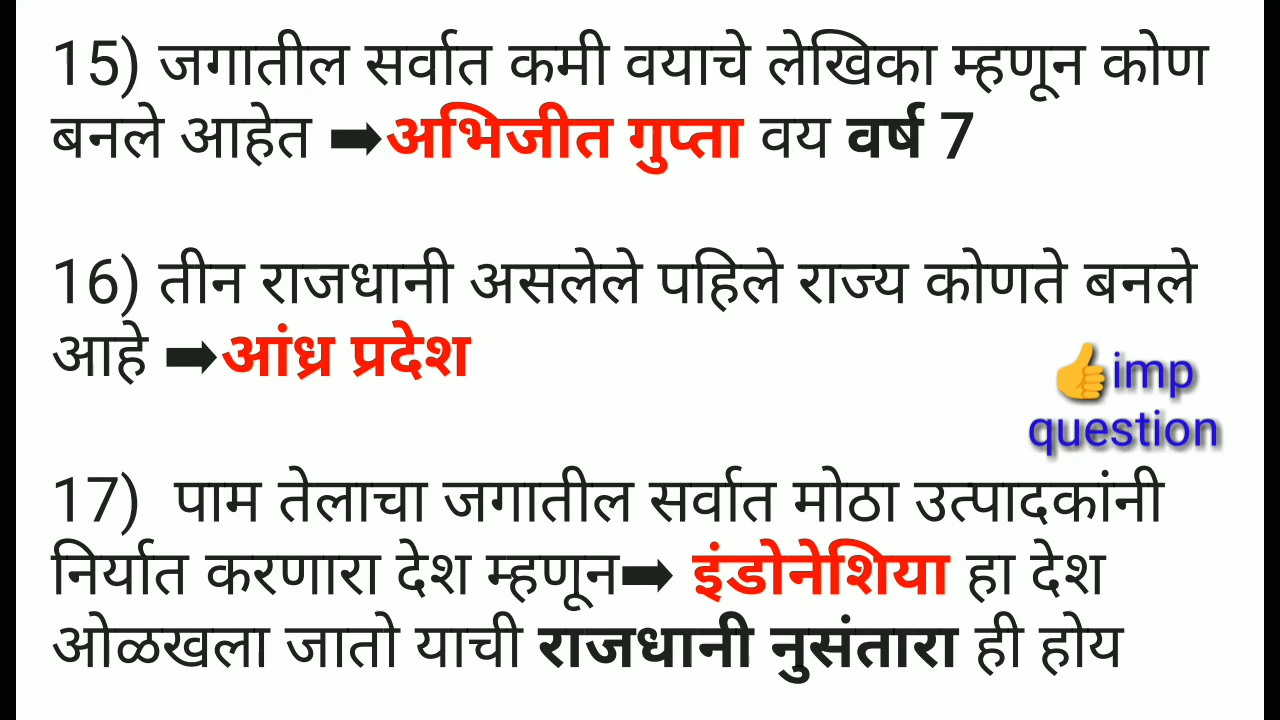 15) जगातील सर्वात कमी वयाचे लेखिका म्हणून कोण
बनले आहेत ➡अभिजीत गुप्ता वय वर्ष 7
16) तीन राजधानी असलेले पहिले राज्य कोणते बनले
आहे ➡आंध्र प्रदेश
👍imp
question
17) पाम तेलाचा जगातील सर्वात मोठा उत्पादकांनी
निर्यात करणारा देश म्हणून➡ इंडोनेशिया हा देश
ओळखला जातो याची राजधानी नुसंतारा ही होय